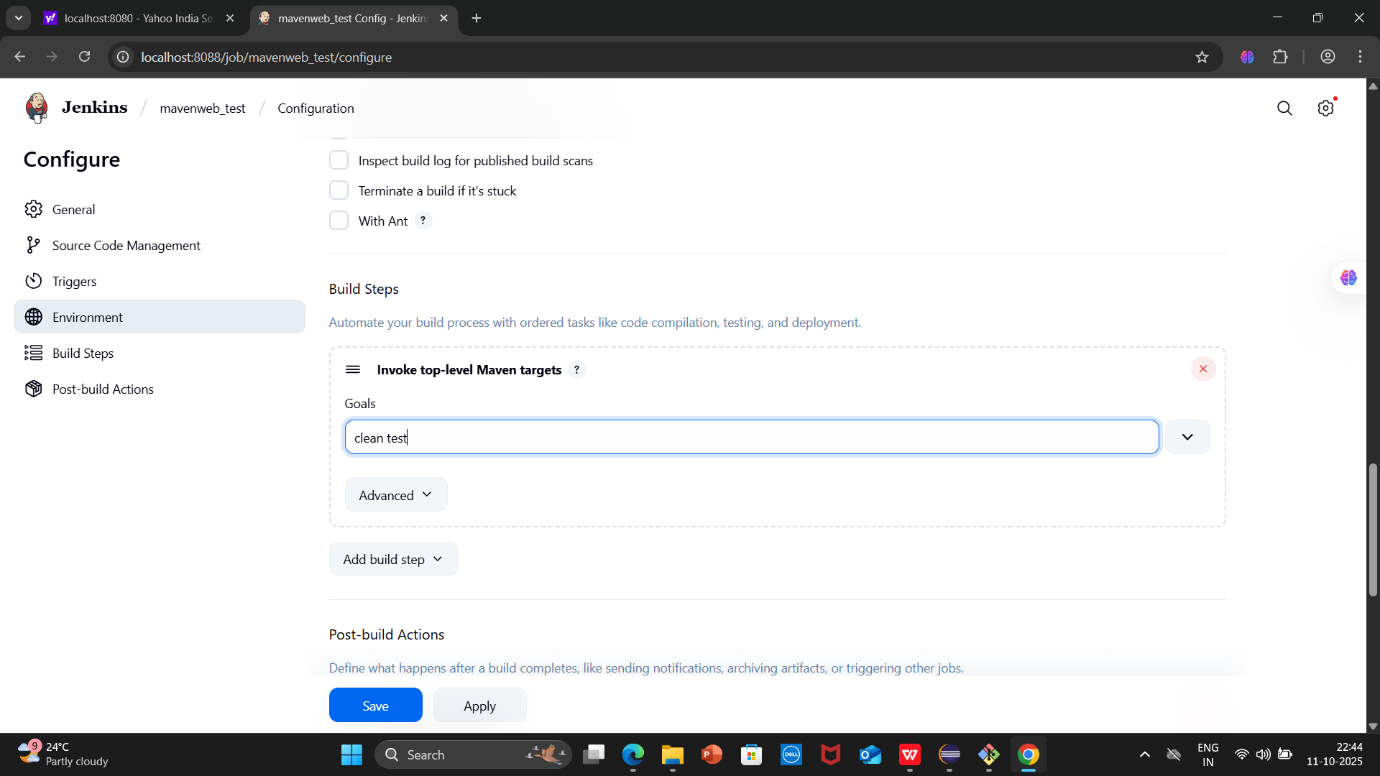 localhost:8080 - Yahoo India Se
mavenweb_test Config - Jenkins
localhost:8088/job/mavenweb_test/configure
Jenkins / mavenweb_test / Configuration
Configure
General
Source Code Management
Triggers
Environment
Build Steps
Post-build Actions
Inspect build log for published build scans
Terminate a build if it's stuck
With Ant ?
Build Steps
Automate your build process with ordered tasks like code compilation, testing, and deployment.
Invoke top-level Maven targets ?
Goals
clean test
Advanced
Add build step
Post-build Actions
Define what happens after a build completes, like sending notifications, archiving artifacts, or triggering other jobs.
Save
Apply
9
24°C
Partly cloudy
Search
DELL
W
P
ENG
IN
22:44
11-10-2025